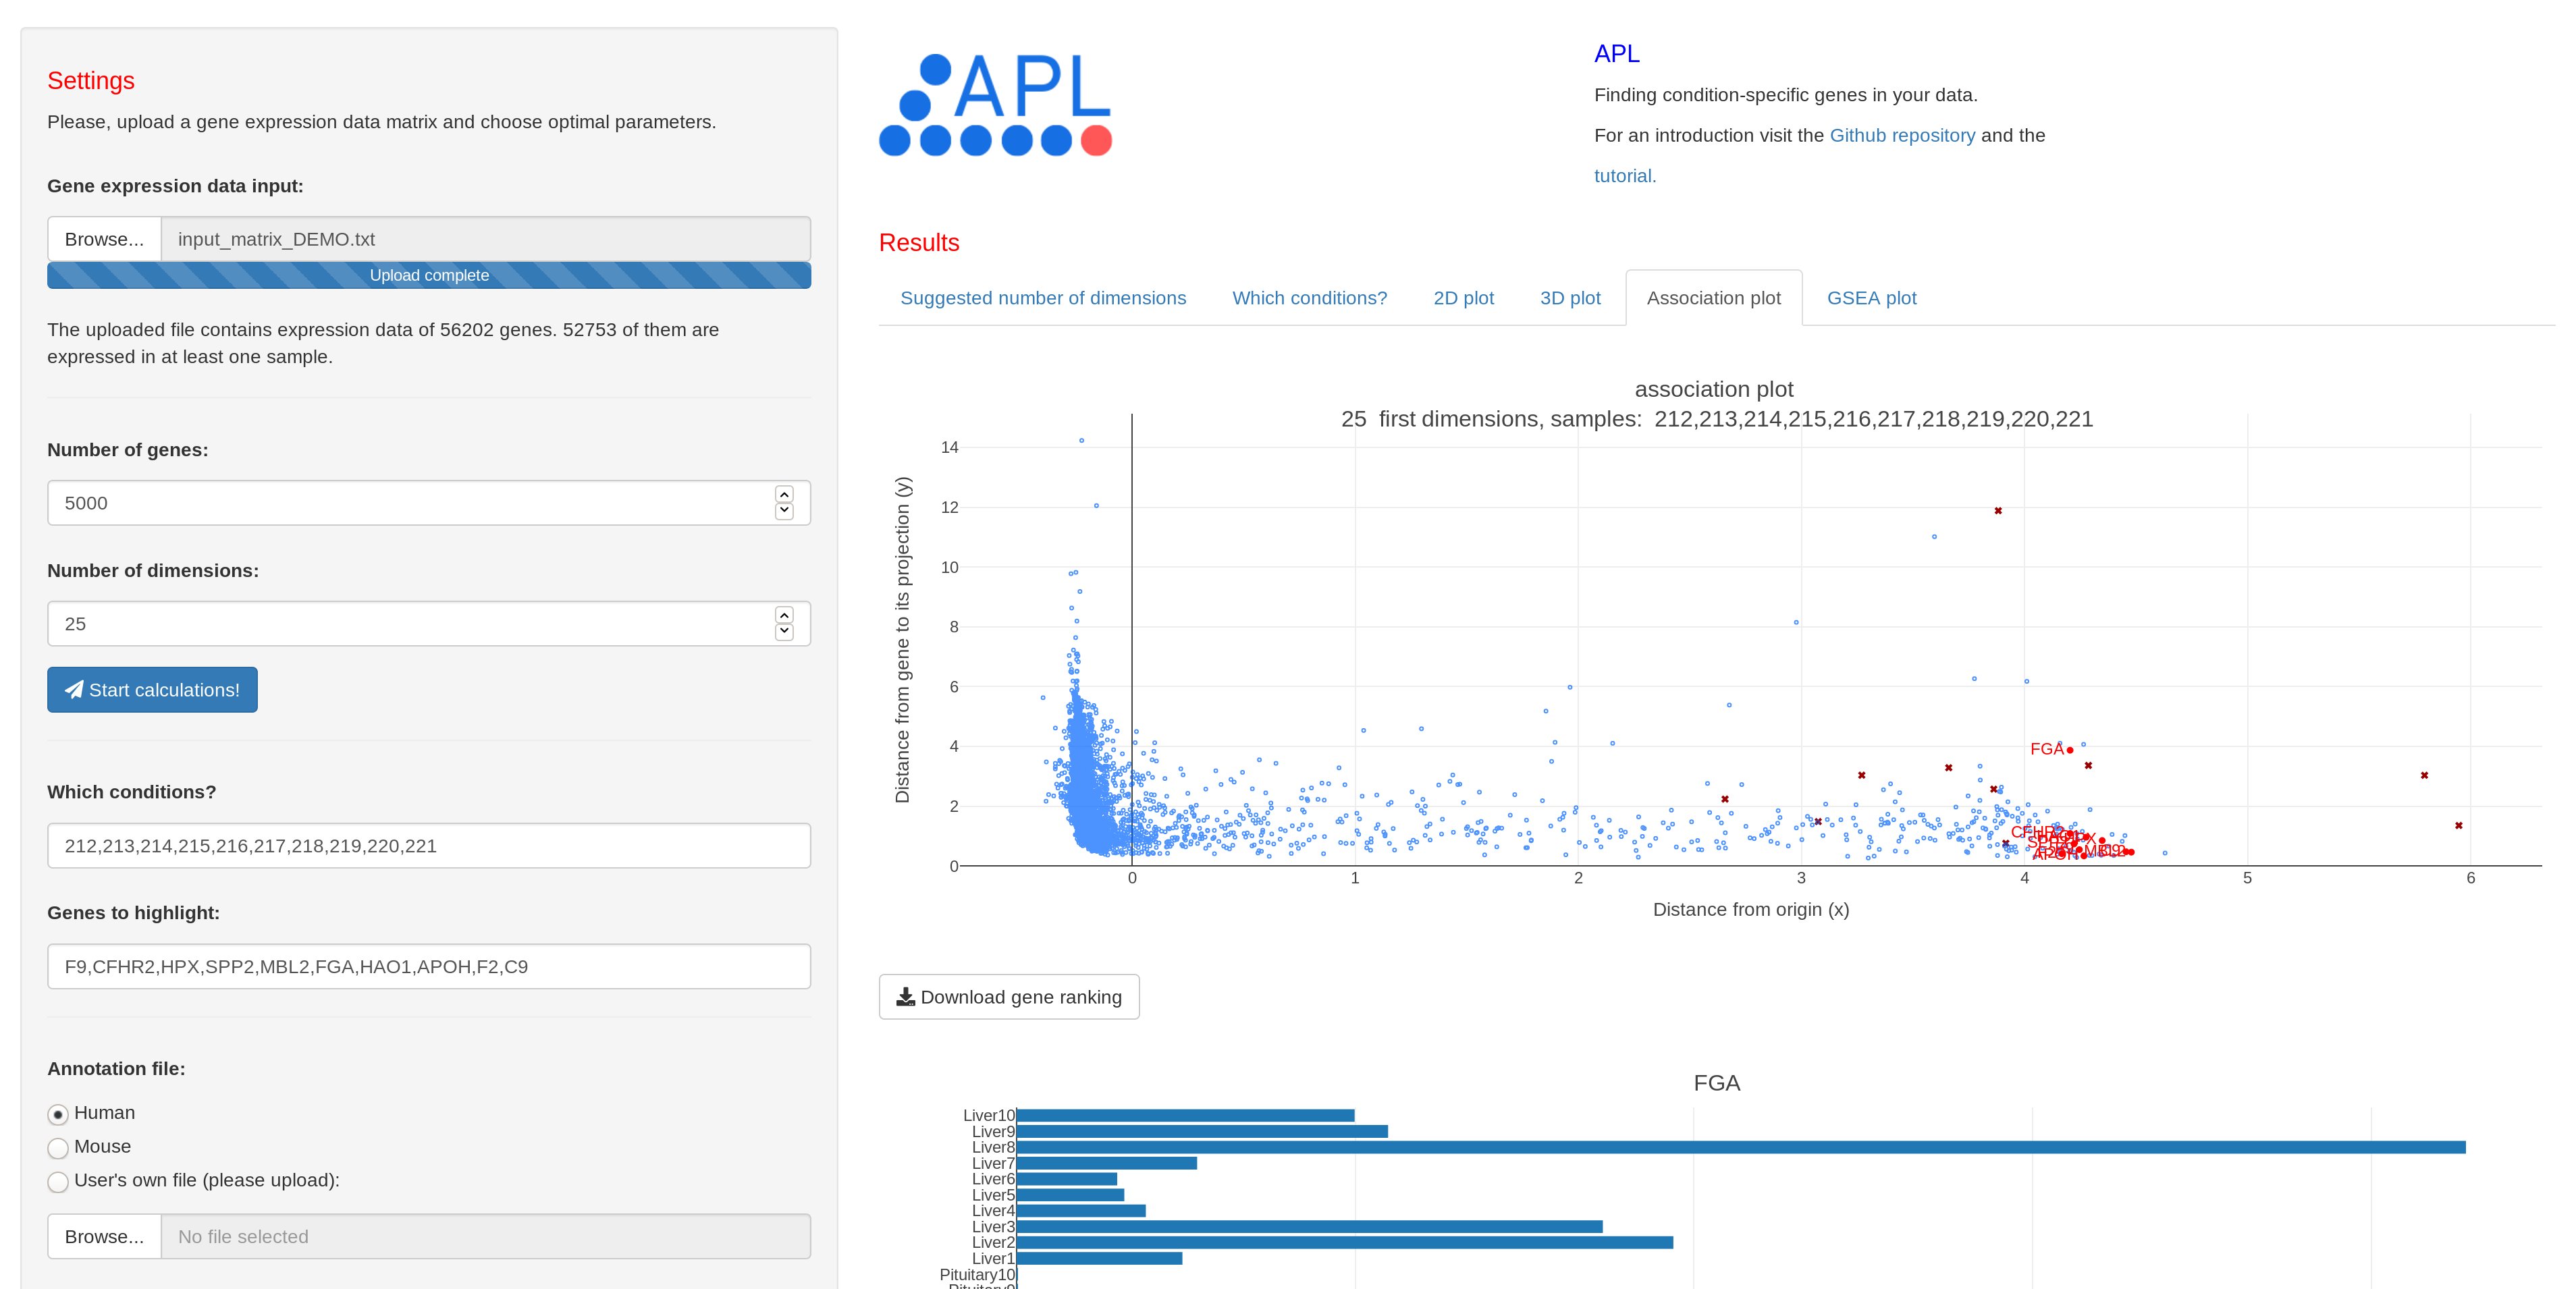 Settings
Please, upload a gene expression data matrix and choose optimal parameters.
Gene expression data input:
Browse... input_matrix_DEMO.txt
Upload complete
The uploaded file contains expression data of 56202 genes. 52753 of them are
expressed in at least one sample.
Number of genes:
5000
Number of dimensions:
25
Start calculations!
Which conditions?
212,213,214,215,216,217,218,219,220,221
Genes to highlight:
F9,CFHR2,HPX,SPP2,MBL2,FGA,HAO1,APOH,F2,C9
Annotation file:
Human
Mouse
User's own file (please upload):
Browse... No file selected
APL
APL
Finding condition-specific genes in your data.
For an introduction visit the Github repository and the
tutorial.
Results
Suggested number of dimensions Which conditions? 2D plot 3D plot Association plot GSEA plot
association plot
25 first dimensions, samples: 212,213,214,215,216,217,218,219,220,221
Distance from gene to its projection (y)
14
12
10
8
6
4
2
0
FGA
CFHR2
MBL2
APOH
0 1 2 3 4 5 6
Distance from origin (x)
Download gene ranking
FGA
Liver10
Liver9
Liver8
Liver7
Liver6
Liver5
Liver4
Liver3
Liver2
Liver1
Pituitary10
Pituitary9